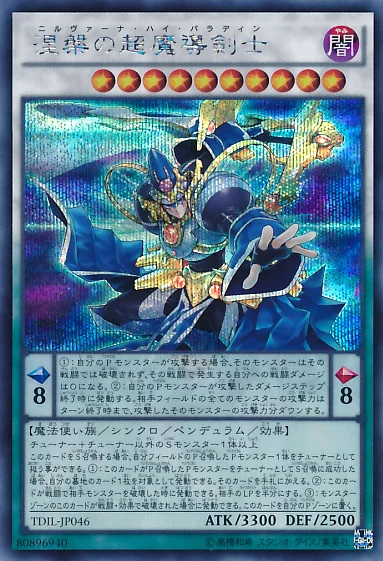 ニルヴァーナ・ハイ・パラディン
涅槃の超魔導剣士
やみ
闇
①:自分のPモンスターが攻撃する場合、そのモンスターはその
戦闘では破壊されず、その戦闘で発生する自分への戦闘ダメージ
は0になる。②:自分のPモンスターが攻撃したダメージステップ
終了時に発動する。相手フィールドの全てのモンスターの攻撃力は
ターン終了時まで、攻撃したそのモンスターの攻撃力分ダウンする。
8
8
【魔法使い族/シンクロ/ペンデュラム/効果】
チューナー+チューナー以外のSモンスター1体以上
このカードをS召喚する場合、自分フィールドのP召喚したPモンスター1体をチューナーとして
扱う事ができる。①:このカードがP召喚したPモンスターをチューナーとしてS召喚に成功した
場合、自分の墓地のカード1枚を対象として発動できる。そのカードを手札に加える。②:このカー
ドが戦闘で相手モンスターを破壊した時に発動できる。相手のLPを半分にする。③:モンスター
ゾーンのこのカードが戦闘・効果で破壊された場合に発動できる。このカードを自分のPゾーンに置く。
TDIL-JP046
ATK/3300
DEF/2500
80896940
©高橋和希 スタジオ・ダイス/集英社